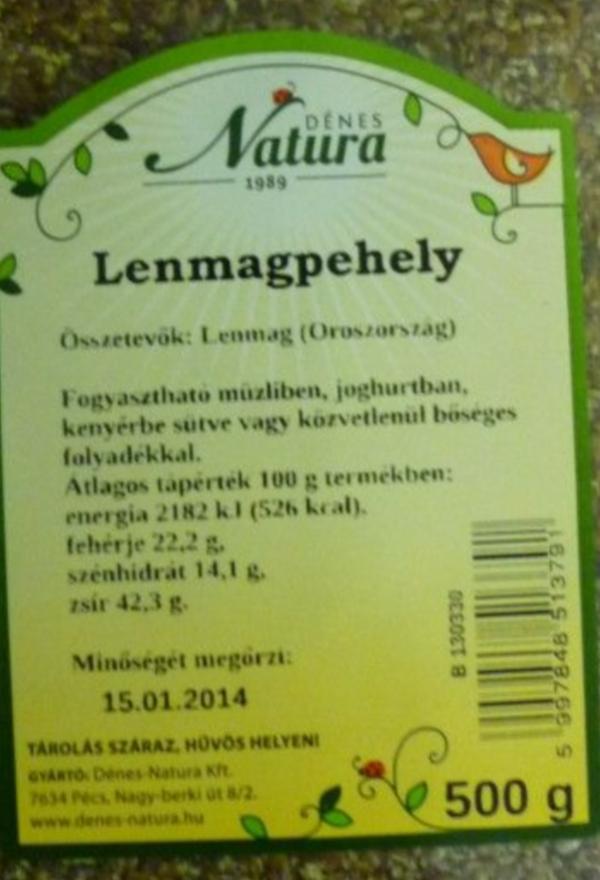 DÉNES
Natura
1989
Lenmagpehely
Összetevők: Lenmag (Oroszország)
Fogyasztható müzliben, joghurtban,
kenyérbe sütve vagy közvetlenül bőséges
folyadékkal.
Átlagos tápérték 100 g termékben:
energia 2182 kJ (526 kcal),
fehérje 22,2 g,
szénhidrát 14,1 g,
zsír 42,3 g.
Minőségét megőrzi:
15.01.2014
TÁROLÁS SZÁRAZ, HŰVÖS HELYEN!
GYÁRTÓ: Dénes-Natura Kft.
7634 Pécs, Nagy-berki út 8/2.
www.denes-natura.hu
B 130330
5 997848 513791
500 g